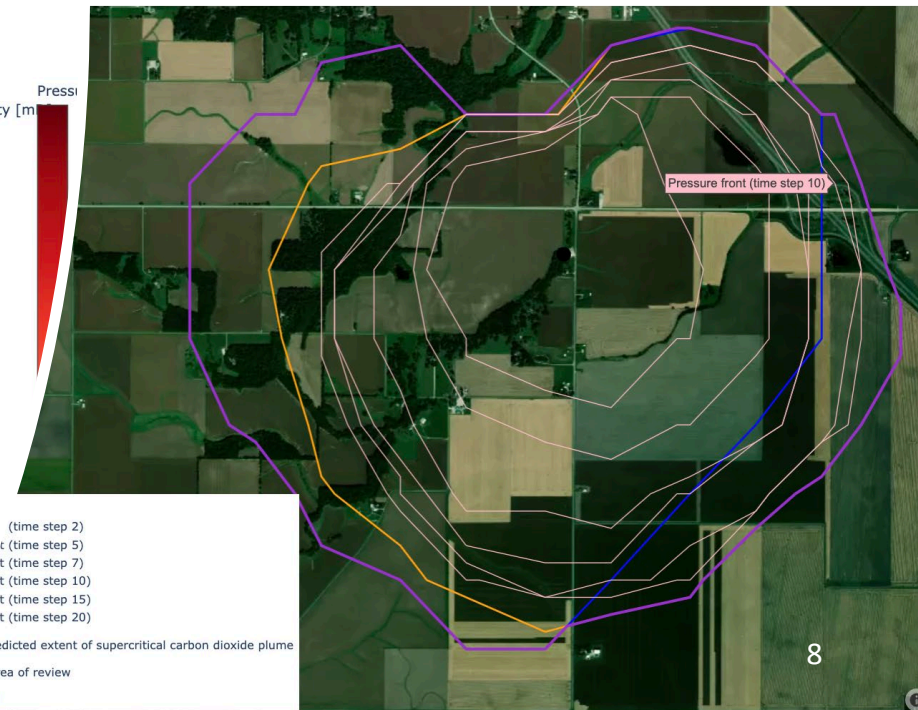 Pressu
ty [m
Pressure front (time step 10)
(time step 2)
t (time step 5)
t (time step 7)
t (time step 10)
t (time step 15)
t (time step 20)
edicted extent of supercritical carbon dioxide plume
ea of review
8